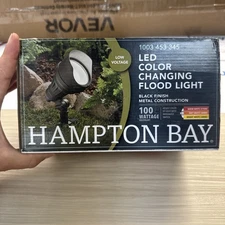 VEVOR
1003 453 345
LOW
VOLTAGE
LED
COLOR
CHANGING
FLOOD LIGHT
BLACK FINISH
METAL CONSTRUCTION
100
WATTAGE
HAMPTON BAY